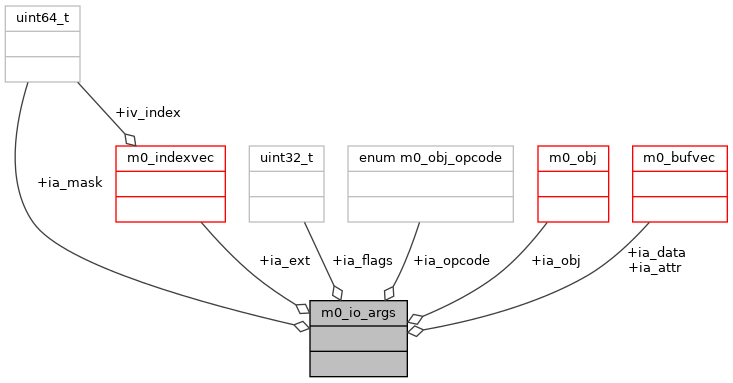 uint64_t
+iv_index
m0_indexvec
uint32_t
enum m0_obj_opcode
m0_obj
m0_bufvec
+ia_mask
+ia_ext
+ia_flags
+ia_opcode
+ia_obj
+ia_data
+ia_attr
m0_io_args